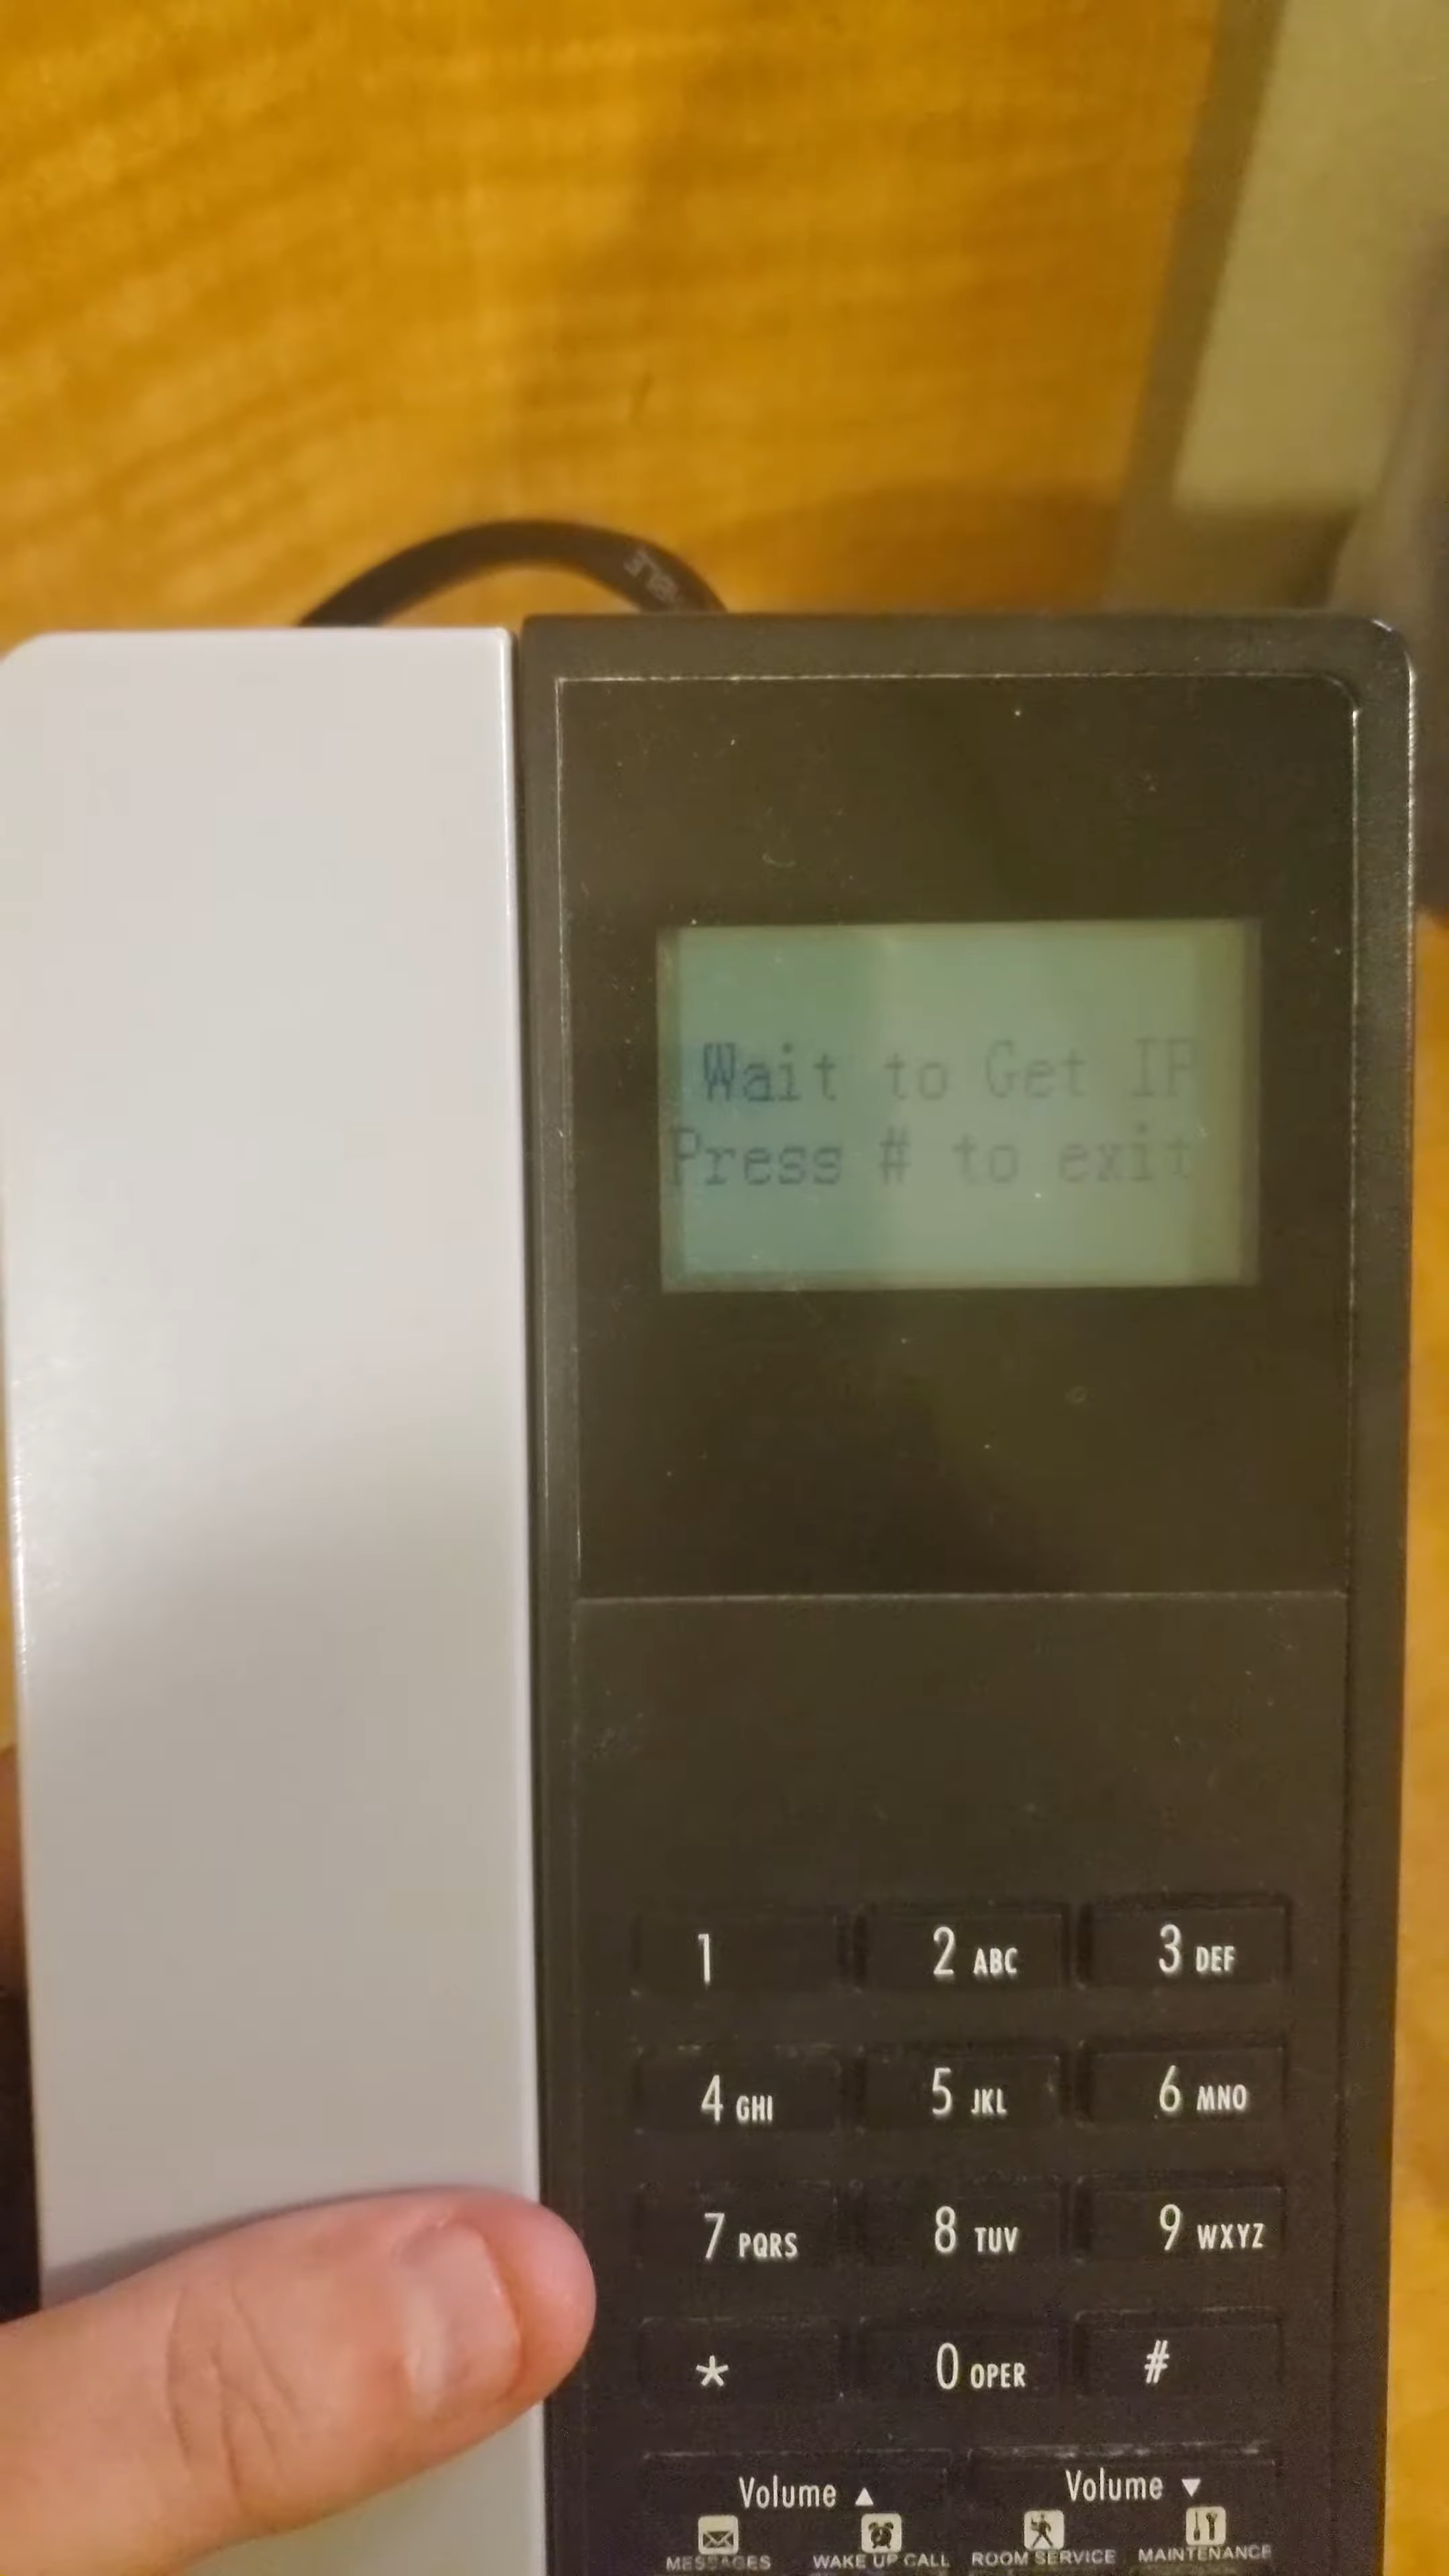 Wait to Get IP
Press # to exit
1
2 ABC
3 DEF
4 GHI
5 JKL
6 MNO
7 PQRS
8 TUV
9 WXYZ
*
0 OPER
#
Volume ▲
Volume ▼
MESSAGES
WAKE UP CALL
ROOM SERVICE
MAINTENANCE